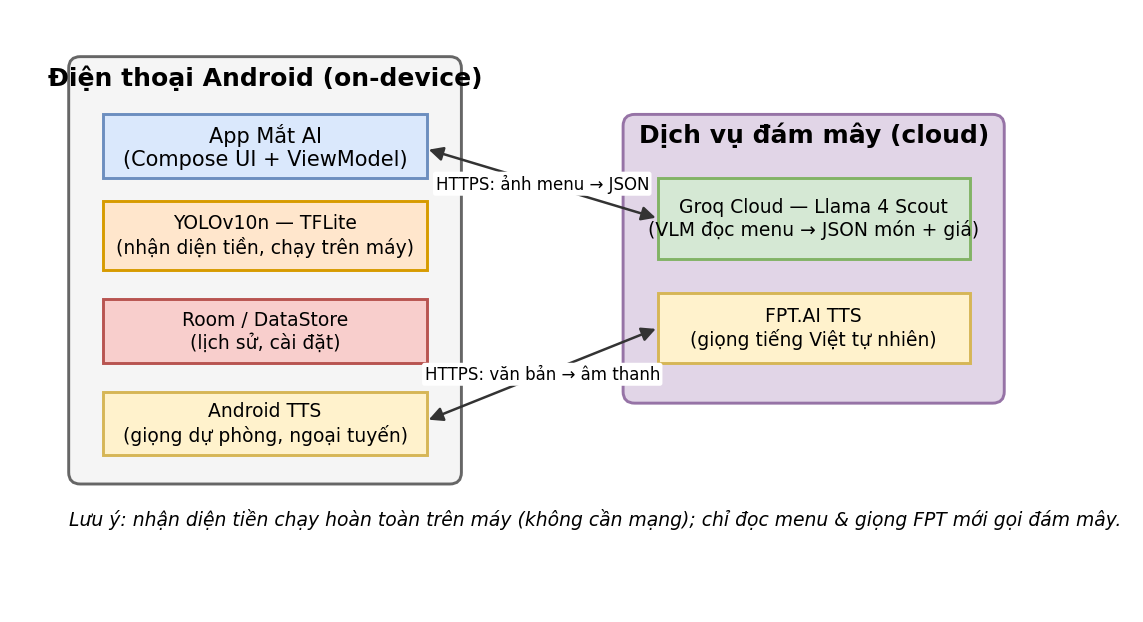 Điện thoại Android (on-device)
App Mắt AI
(Compose UI + ViewModel)
YOLOv10n — TFLite
(nhận diện tiền, chạy trên máy)
Room / DataStore
(lịch sử, cài đặt)
Android TTS
(giọng dự phòng, ngoại tuyến)
HTTPS: ảnh menu → JSON
HTTPS: văn bản → âm thanh
Dịch vụ đám mây (cloud)
Groq Cloud — Llama 4 Scout
(VLM đọc menu → JSON món + giá)
FPT.AI TTS
(giọng tiếng Việt tự nhiên)
Lưu ý: nhận diện tiền chạy hoàn toàn trên máy (không cần mạng); chỉ đọc menu & giọng FPT mới gọi đám mây.